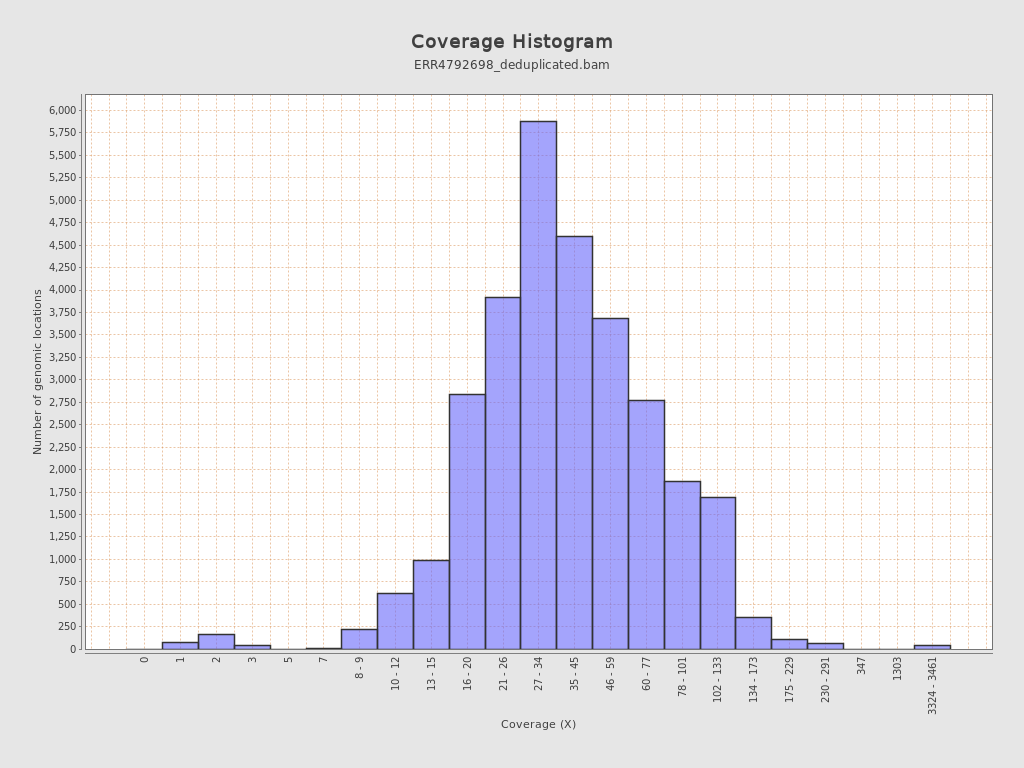 Coverage Histogram
ERR4792698_deduplicated.bam
Number of genomic locations
6,000
5,750
5,500
5,250
5,000
4,750
4,500
4,250
4,000
3,750
3,500
3,250
3,000
2,750
2,500
2,250
2,000
1,750
1,500
1,250
1,000
750
500
250
0
0
1
2
3
5
7
8 - 9
10 - 12
13 - 15
16 - 20
21 - 26
27 - 34
35 - 45
46 - 59
60 - 77
78 - 101
102 - 133
134 - 173
175 - 229
230 - 291
347
1303
3324 - 3461
Coverage (X)